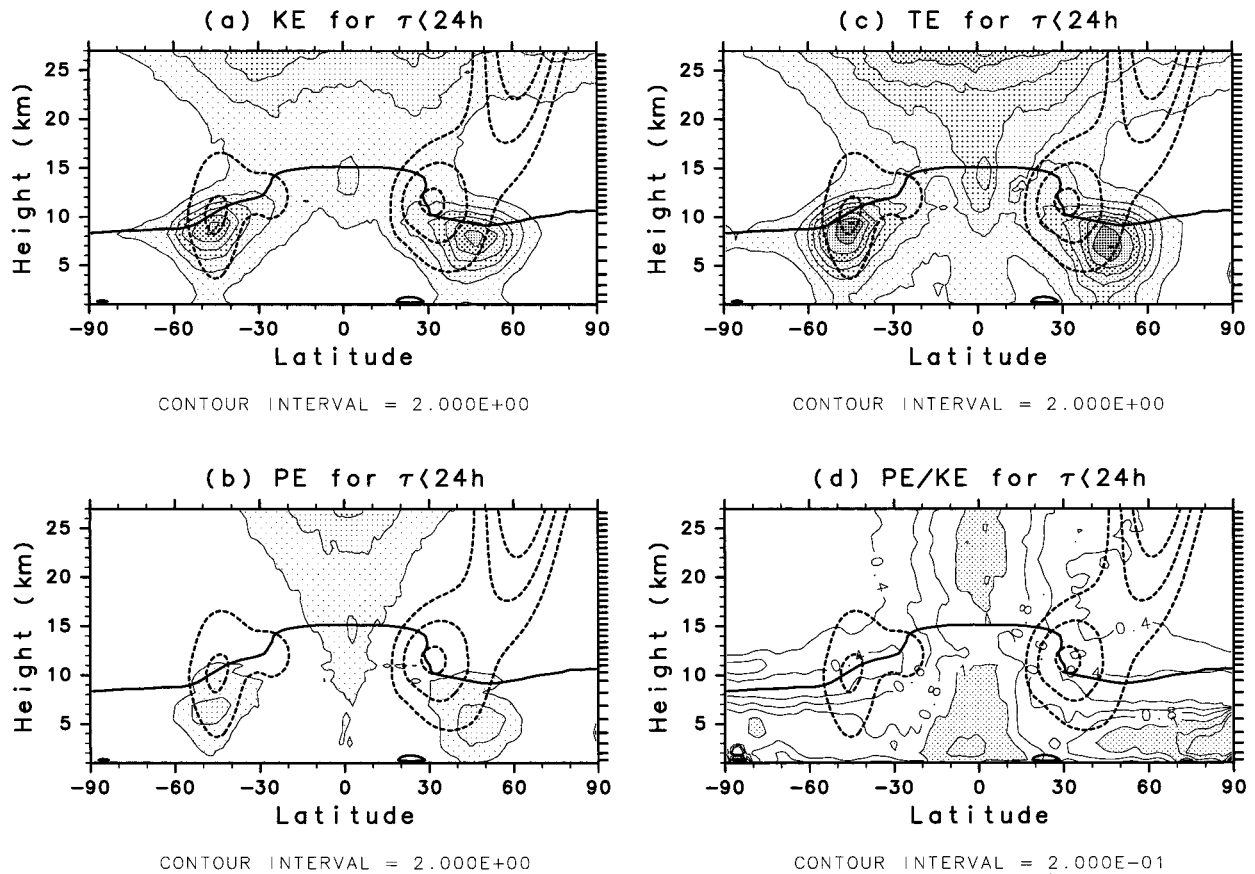 (a) KE for τ<24h
Height (km)
25
20
15
10
5
-90 -60 -30 0 30 60 90
Latitude
CONTOUR INTERVAL = 2.000E+00
(c) TE for τ<24h
Height (km)
25
20
15
10
5
-90 -60 -30 0 30 60 90
Latitude
CONTOUR INTERVAL = 2.000E+00
(b) PE for τ<24h
Height (km)
25
20
15
10
5
-90 -60 -30 0 30 60 90
Latitude
CONTOUR INTERVAL = 2.000E+00
(d) PE/KE for τ<24h
Height (km)
25
20
15
10
5
0.4
0.4
0.8
0.8
-90 -60 -30 0 30 60 90
Latitude
CONTOUR INTERVAL = 2.000E-01